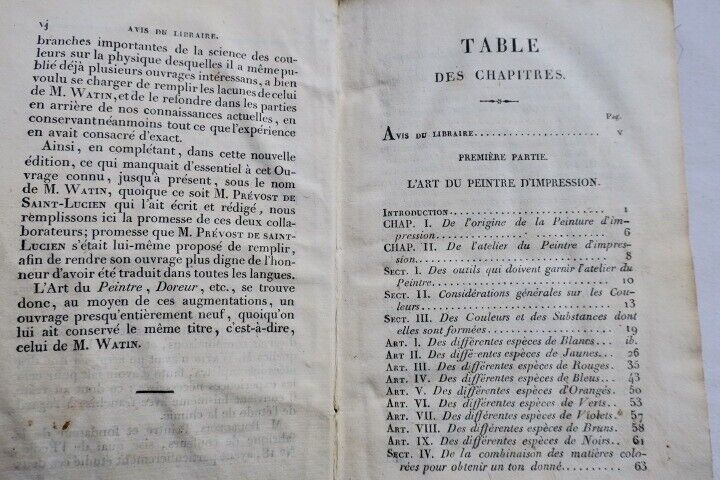 vj
AVIS DU LIBRAIRE.
branches importantes de la science des cou-
leurs sur la physique desquelles il a même pu-
blié déjà plusieurs ouvrages intéressans, a bien
voulu se charger de remplir les lacunes de celui
de M. WATIN, et de le refondre dans les parties
en arrière de nos connaissances actuelles, en
conservant néanmoins tout ce que l'expérience
en avait consacré d'exact.
Ainsi, en complétant, dans cette nouvelle
édition, ce qui manquait d'essentiel à cet Ou-
vrage connu, jusqu'à présent, sous le nom
de M. WATIN, quoique ce soit M. PRÉVOST DE
SAINT-LUCIEN qui l'ait écrit et rédigé, nous
remplissons ici la promesse de ces deux colla-
borateurs; promesse que M. PRÉVOST DE SAINT-
LUCIEN s'était lui-même proposé de remplir,
afin de rendre son ouvrage plus digne de l'hon-
neur d'avoir été traduit dans toutes les langues.
L'Art du Peintre, Doreur, etc., se trouve
donc, au moyen de ces augmentations, un
ouvrage presqu'entièrement neuf, quoiqu'on
lui ait conservé le même titre, c'est-à-dire,
celui de M. WATIN.
TABLE
DES CHAPITRES.
Pag.
AVIS DU LIBRAIRE.................... v
PREMIÈRE PARTIE.
L'ART DU PEINTRE D'IMPRESSION.
INTRODUCTION.......................... 1
CHAP. I. De l'origine de la Peinture d'im-
pression.......................... 6
CHAP. II. De l'atelier du Peintre d'impres-
sion.......................... 8
SECT. I. Des outils qui doivent garnir l'atelier du
Peintre.......................... 10
SECT. II. Considérations générales sur les Cou-
leurs.......................... 13
SECT. III. Des Couleurs et des Substances dont
elles sont formées.......................... 19
ART. I. Des différentes espèces de Blancs...... ib.
ART II. Des différentes espèces de Jaunes.... 26
ART. III. Des différentes espèces de Rouges. 35
ART. IV. Des différentes espèces de Bleus.... 43
ART. V. Des différentes espèces d'Orangés. 50
ART. VI. Des différentes espèces de Verts.... 53
ART. VII. Des différentes espèces de Violets. 57
ART. VIII. Des différentes espèces de Bruns. 58
ART. IX. Des différentes espèces de Noirs... 61
SECT. IV. De la combinaison des matières colo-
rées pour obtenir un ton donné.......... 63